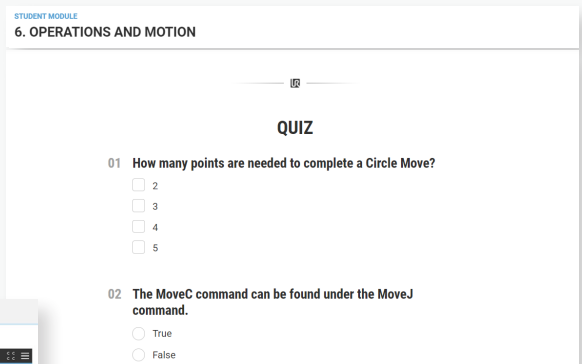 STUDENT MODULE
6. OPERATIONS AND MOTION
UR
QUIZ
01 How many points are needed to complete a Circle Move?
2
3
4
5
02 The MoveC command can be found under the MoveJ
command.
True
False